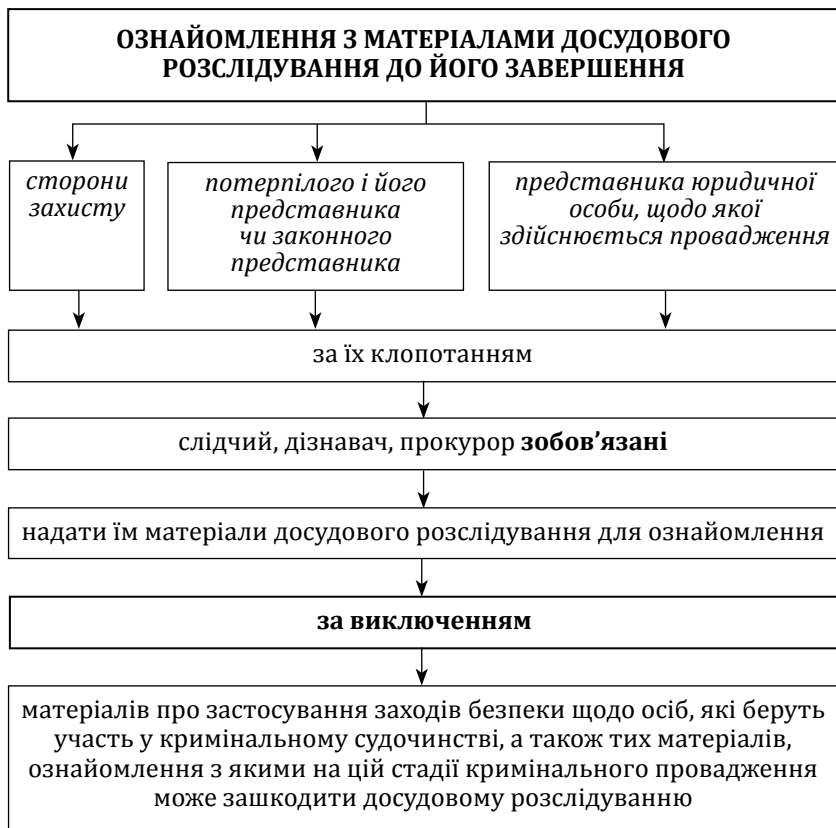 ОЗНАЙОМЛЕННЯ З МАТЕРІАЛАМИ ДОСУДОВОГО
РОЗСЛІДУВАННЯ ДО ЙОГО ЗАВЕРШЕННЯ
сторони
захисту
потерпілого і його
представника
чи законного
представника
представника юридичної
особи, щодо якої
здійснюється провадження
за їх клопотанням
слідчий, дізнавач, прокурор зобов’язані
надати їм матеріали досудового розслідування для ознайомлення
за виключенням
матеріалів про застосування заходів безпеки щодо осіб, які беруть
участь у кримінальному судочинстві, а також тих матеріалів,
ознайомлення з якими на цій стадії кримінального провадження
може зашкодити досудовому розслідуванню